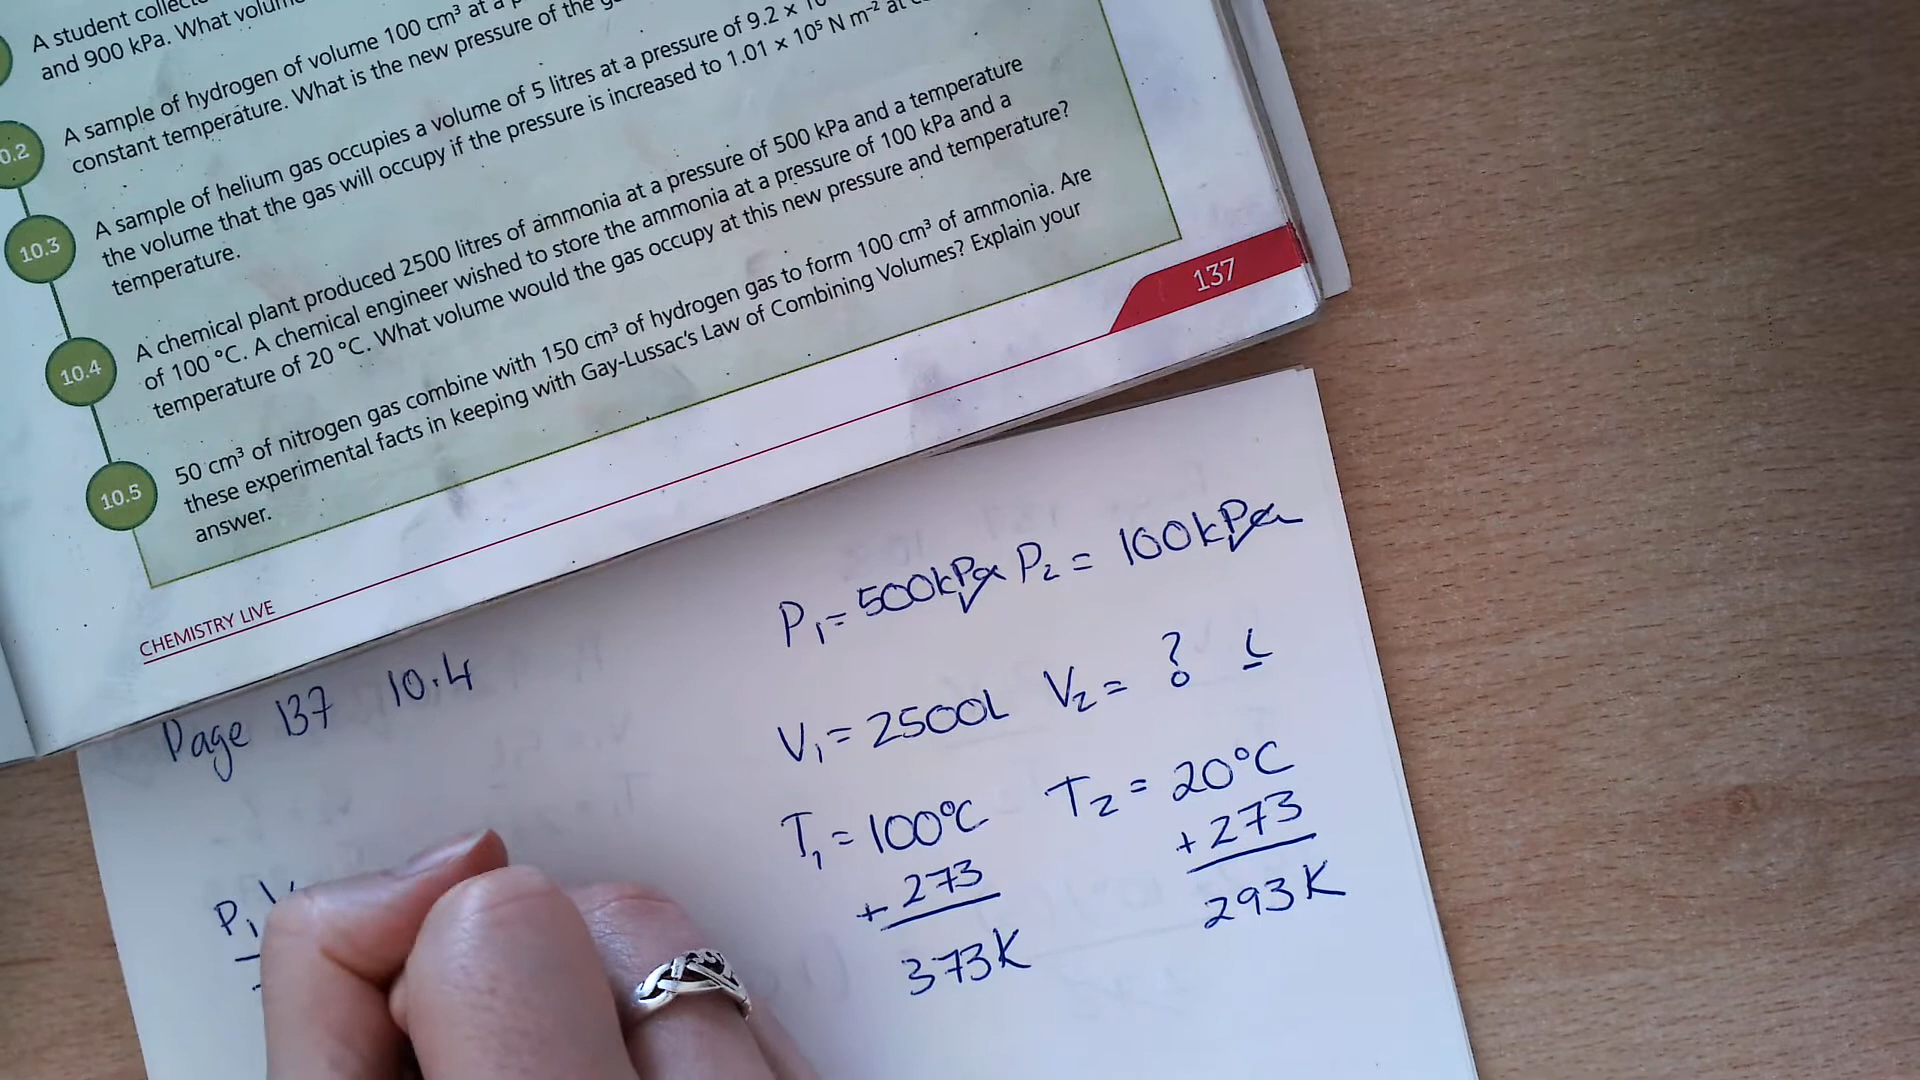 A student collec
and 900 kPa. What volum
0.2
A sample of hydrogen of volume 100 cm³ at a
constant temperature. What is the new pressure of the
10.3
A sample of helium gas occupies a volume of 5 litres at a pressure of 9.2 × 10
the volume that the gas will occupy if the pressure is increased to 1.01 × 10⁵ N m⁻² at
temperature.
10.4
A chemical plant produced 2500 litres of ammonia at a pressure of 500 kPa and a temperature
of 100 °C. A chemical engineer wished to store the ammonia at a pressure of 100 kPa and a
temperature of 20 °C. What volume would the gas occupy at this new pressure and temperature?
10.5
50 cm³ of nitrogen gas combine with 150 cm³ of hydrogen gas to form 100 cm³ of ammonia. Are
these experimental facts in keeping with Gay-Lussac's Law of Combining Volumes? Explain your
answer.
137
CHEMISTRY LIVE
Page 137 10.4
P₁ = 500kPa P₂ = 100kPa
V₁ = 2500L V₂ = ? L
T₁ = 100°C T₂ = 20°C
+ 273 + 273
373K 293K
P₁